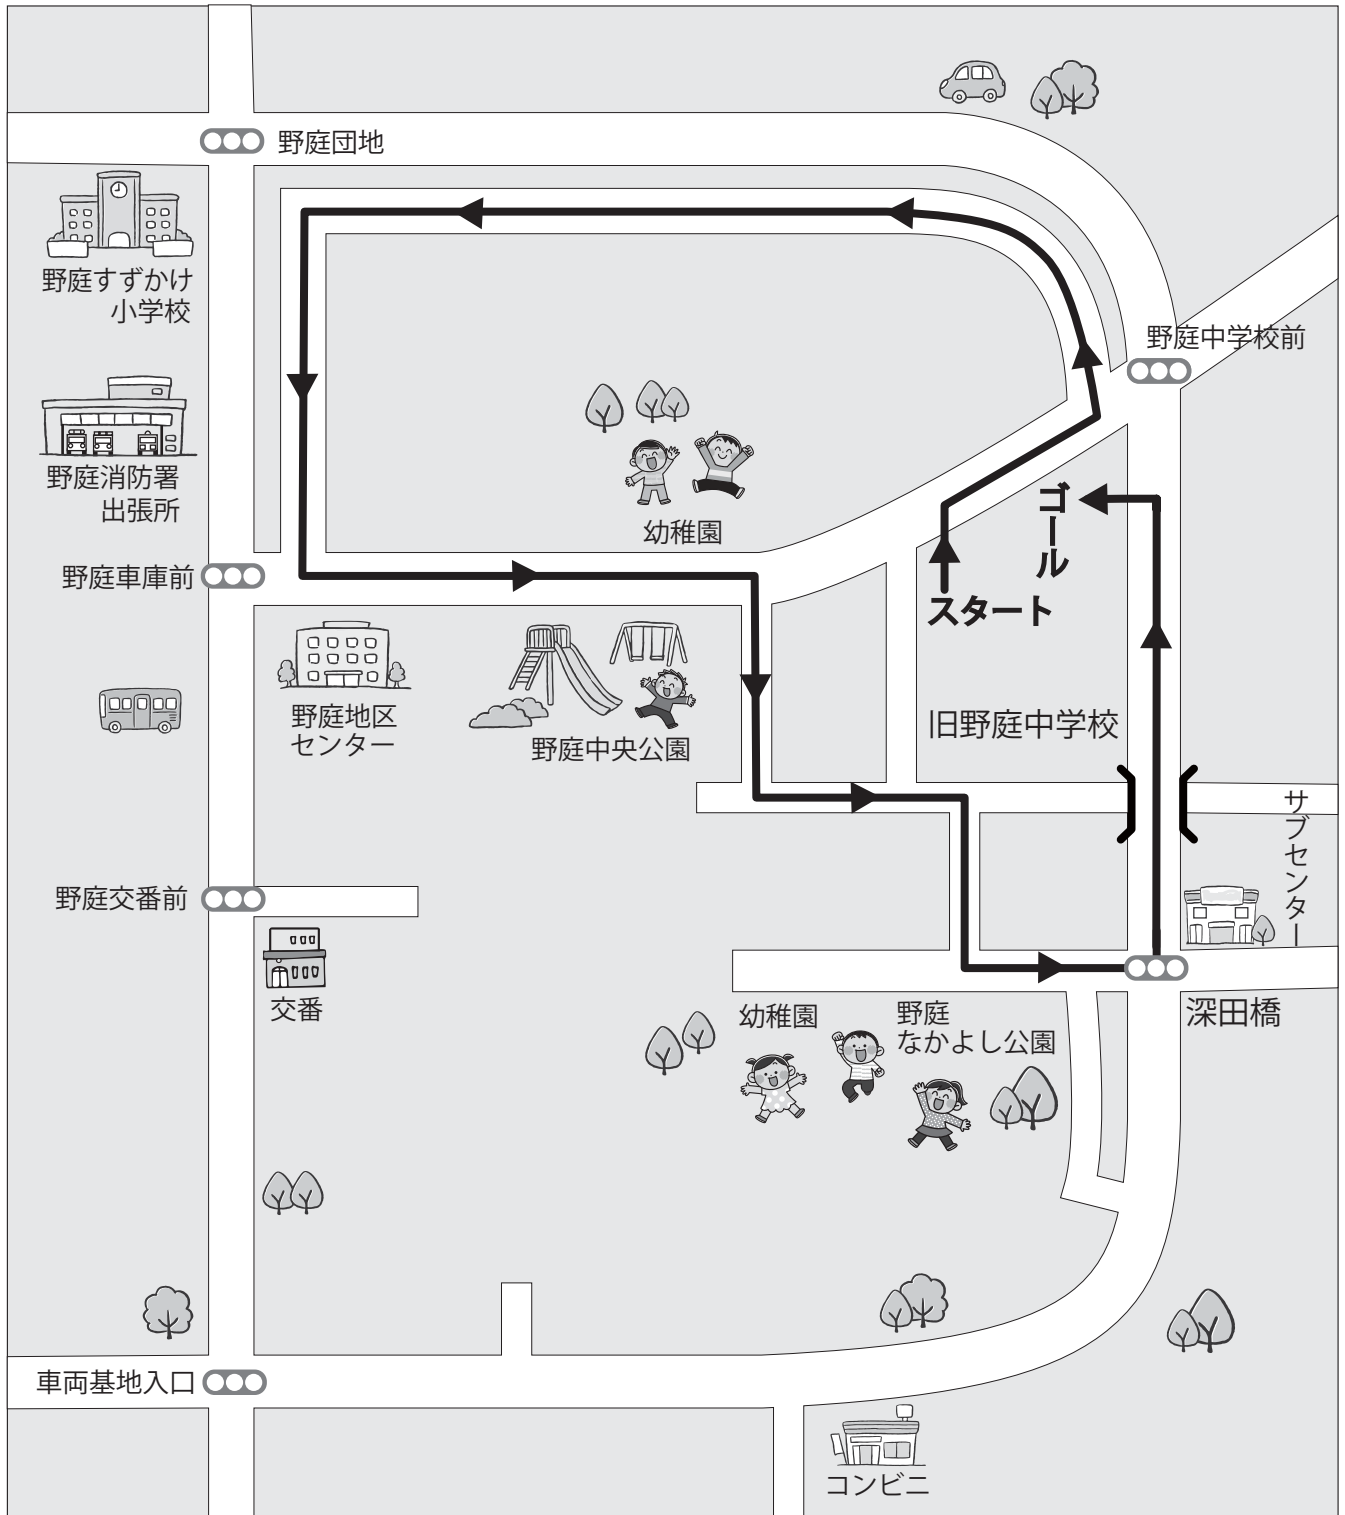 野庭団地
野庭すずかけ
小学校
野庭中学校前
野庭消防署
出張所
幼稚園
ゴール
スタート
野庭車庫前
野庭地区
センター
野庭中央公園
旧野庭中学校
サブセンター
野庭交番前
交番
幼稚園
野庭
なかよし公園
深田橋
車両基地入口
コンビニ